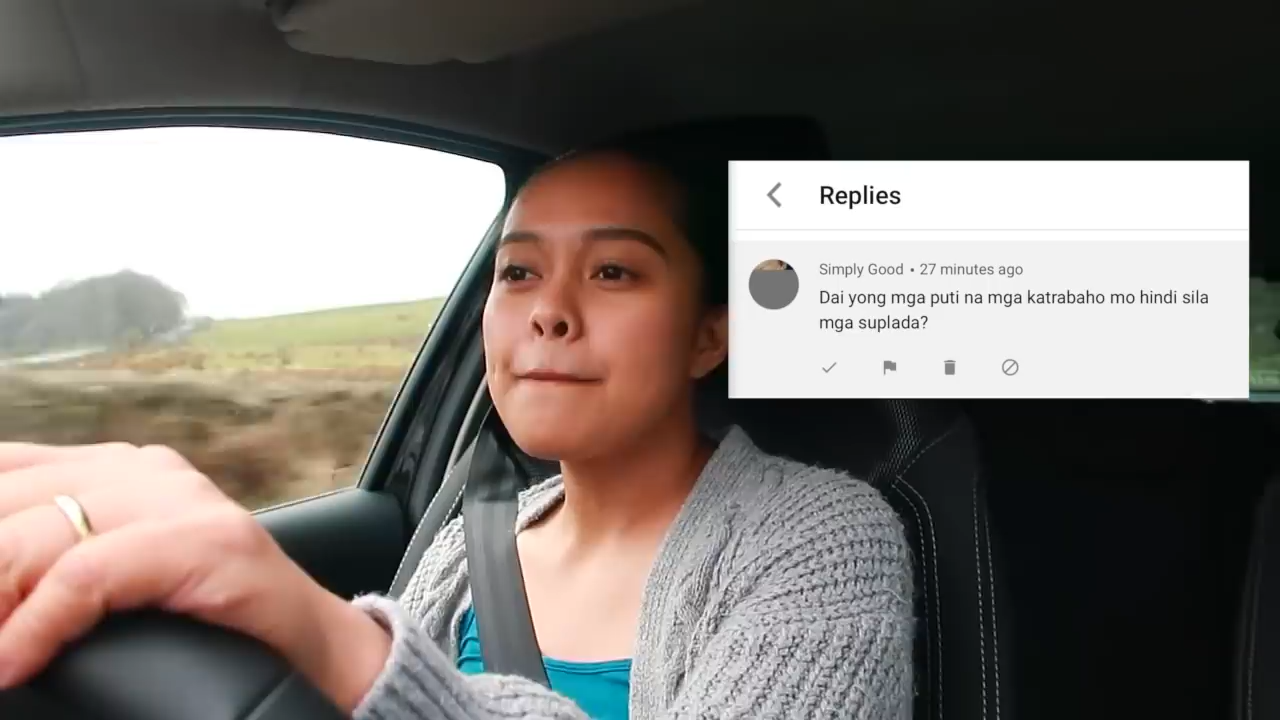 Replies
Simply Good • 27 minutes ago
Dai yong mga puti na mga katrabaho mo hindi sila
mga suplada?